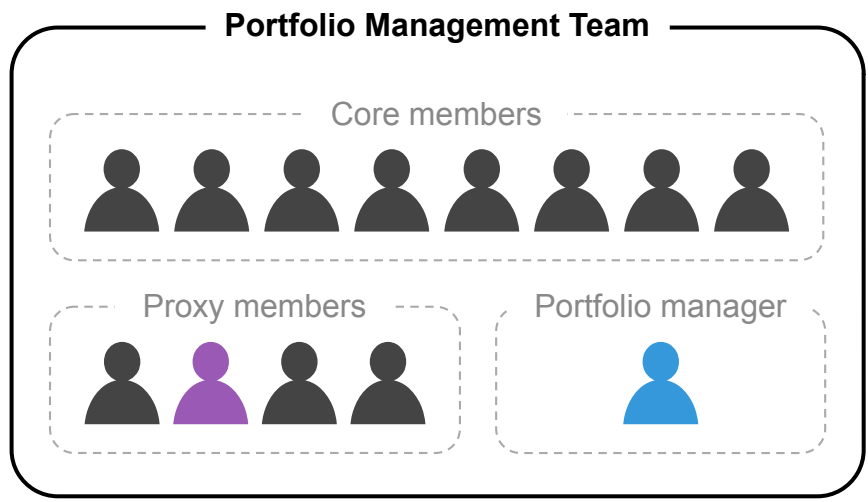 Portfolio Management Team
Core members
Proxy members
Portfolio manager